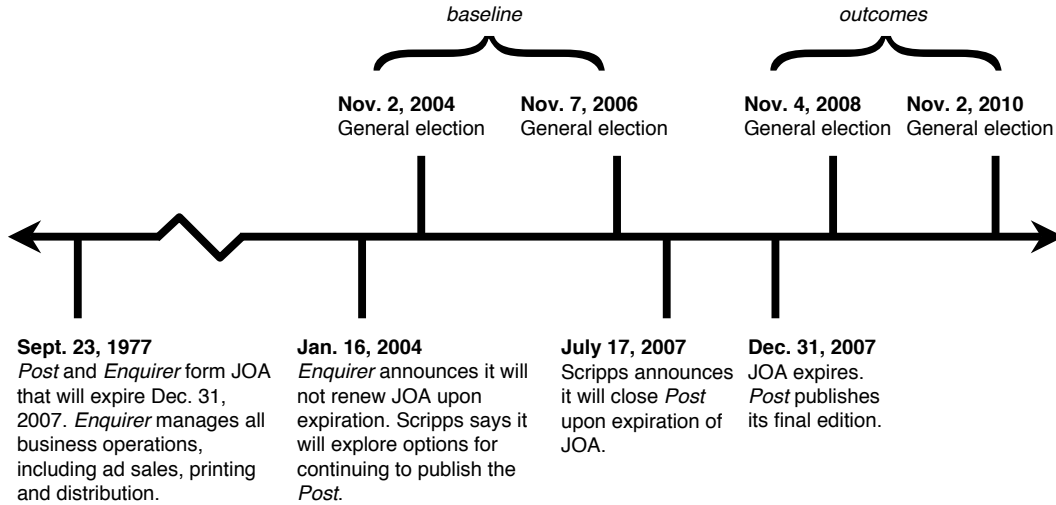 baseline
outcomes
Nov. 2, 2004
General election
Nov. 7, 2006
General election
Nov. 4, 2008
General election
Nov. 2, 2010
General election
Sept. 23, 1977
Post and Enquirer form JOA
that will expire Dec. 31,
2007. Enquirer manages all
business operations,
including ad sales, printing
and distribution.
Jan. 16, 2004
Enquirer announces it will
not renew JOA upon
expiration. Scripps says it
will explore options for
continuing to publish the
Post.
July 17, 2007
Scripps announces
it will close Post
upon expiration of
JOA.
Dec. 31, 2007
JOA expires.
Post publishes
its final edition.